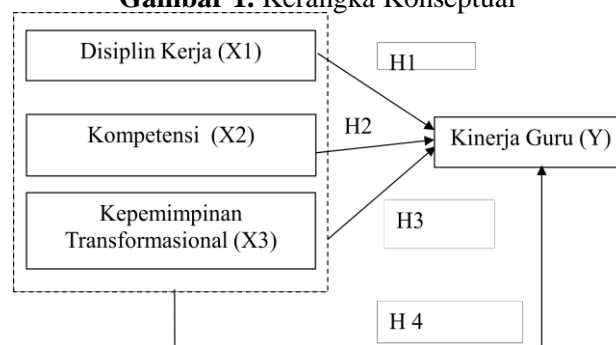 Gambar 1. Kerangka Konseptual
Disiplin Kerja (X1)
H1
Kompetensi (X2)
H2
Kinerja Guru (Y)
Kepemimpinan
Transformasional (X3)
H3
H 4